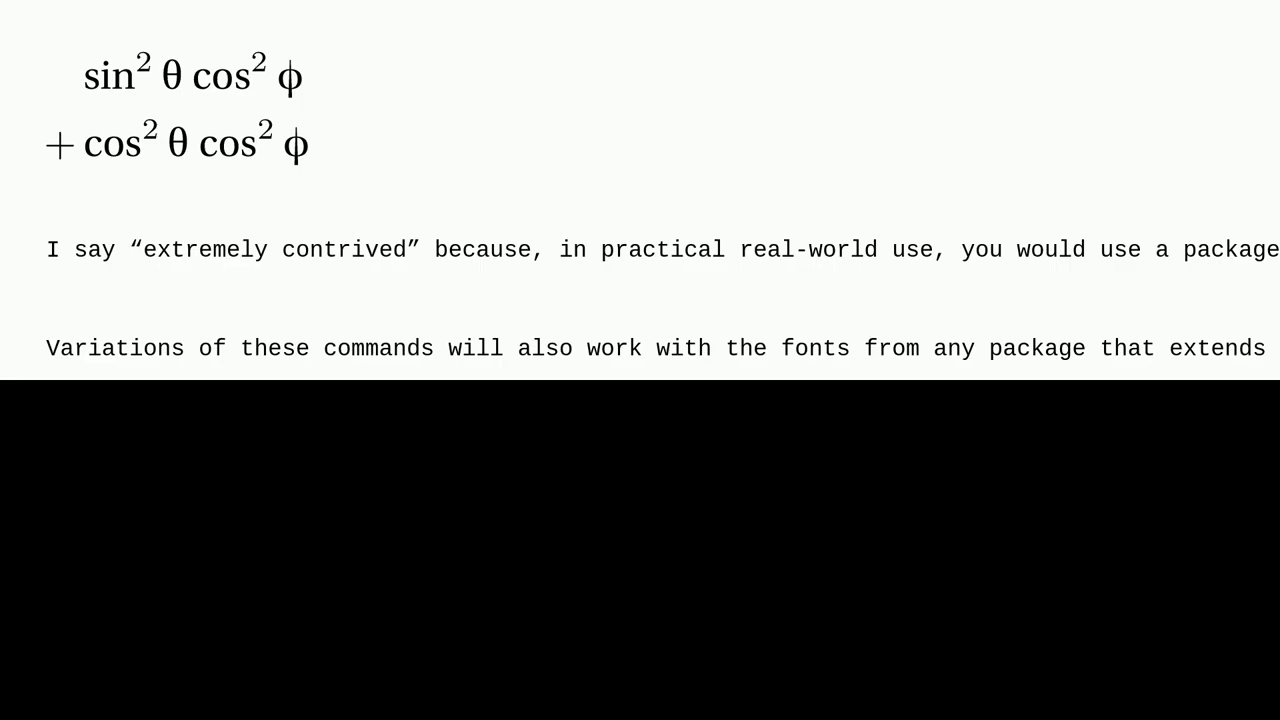 sin² θ cos² ϕ
+ cos² θ cos² ϕ
I say “extremely contrived” because, in practical real-world use, you would use a package
Variations of these commands will also work with the fonts from any package that extends